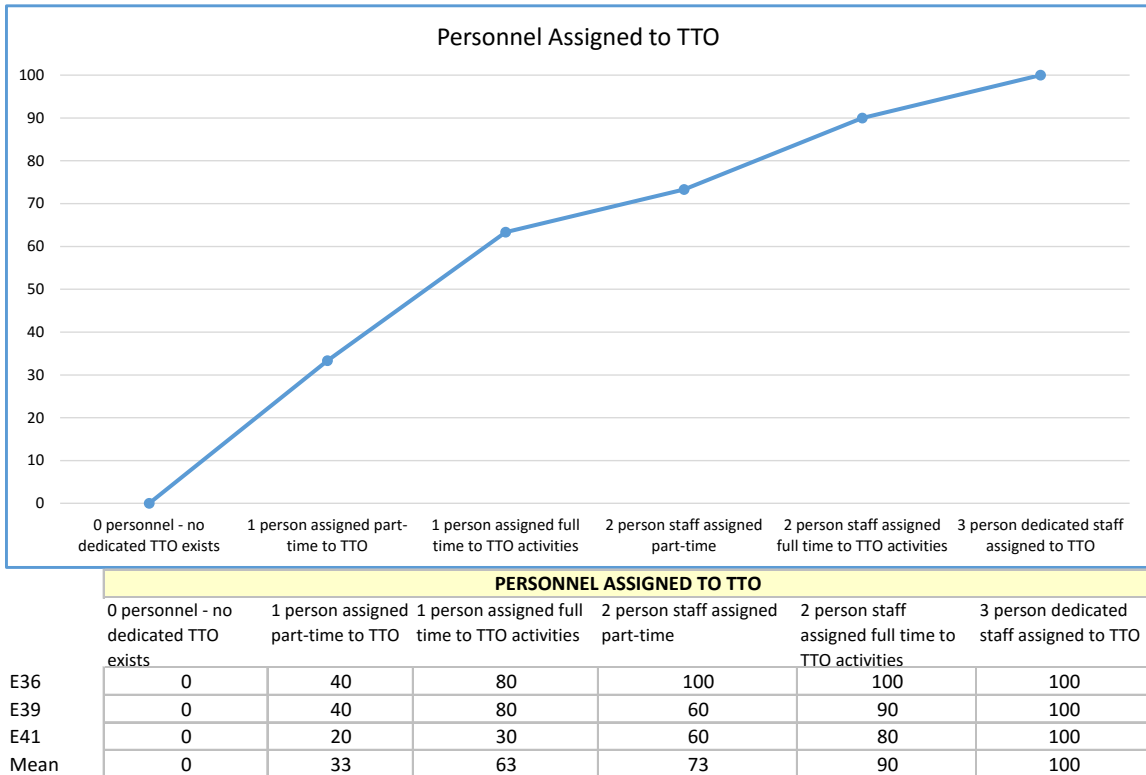 Personnel Assigned to TTO
100
90
80
70
60
50
40
30
20
10
0
0 personnel - no
dedicated TTO exists
1 person assigned part-
time to TTO
1 person assigned full
time to TTO activities
2 person staff assigned
part-time
2 person staff assigned
full time to TTO activities
3 person dedicated staff
assigned to TTO
PERSONNEL ASSIGNED TO TTO
0 personnel - no
dedicated TTO
exists
1 person assigned
part-time to TTO
1 person assigned full
time to TTO activities
2 person staff assigned
part-time
2 person staff
assigned full time to
TTO activities
3 person dedicated
staff assigned to TTO
E36 0 40 80 100 100 100
E39 0 40 80 60 90 100
E41 0 20 30 60 80 100
Mean 0 33 63 73 90 100